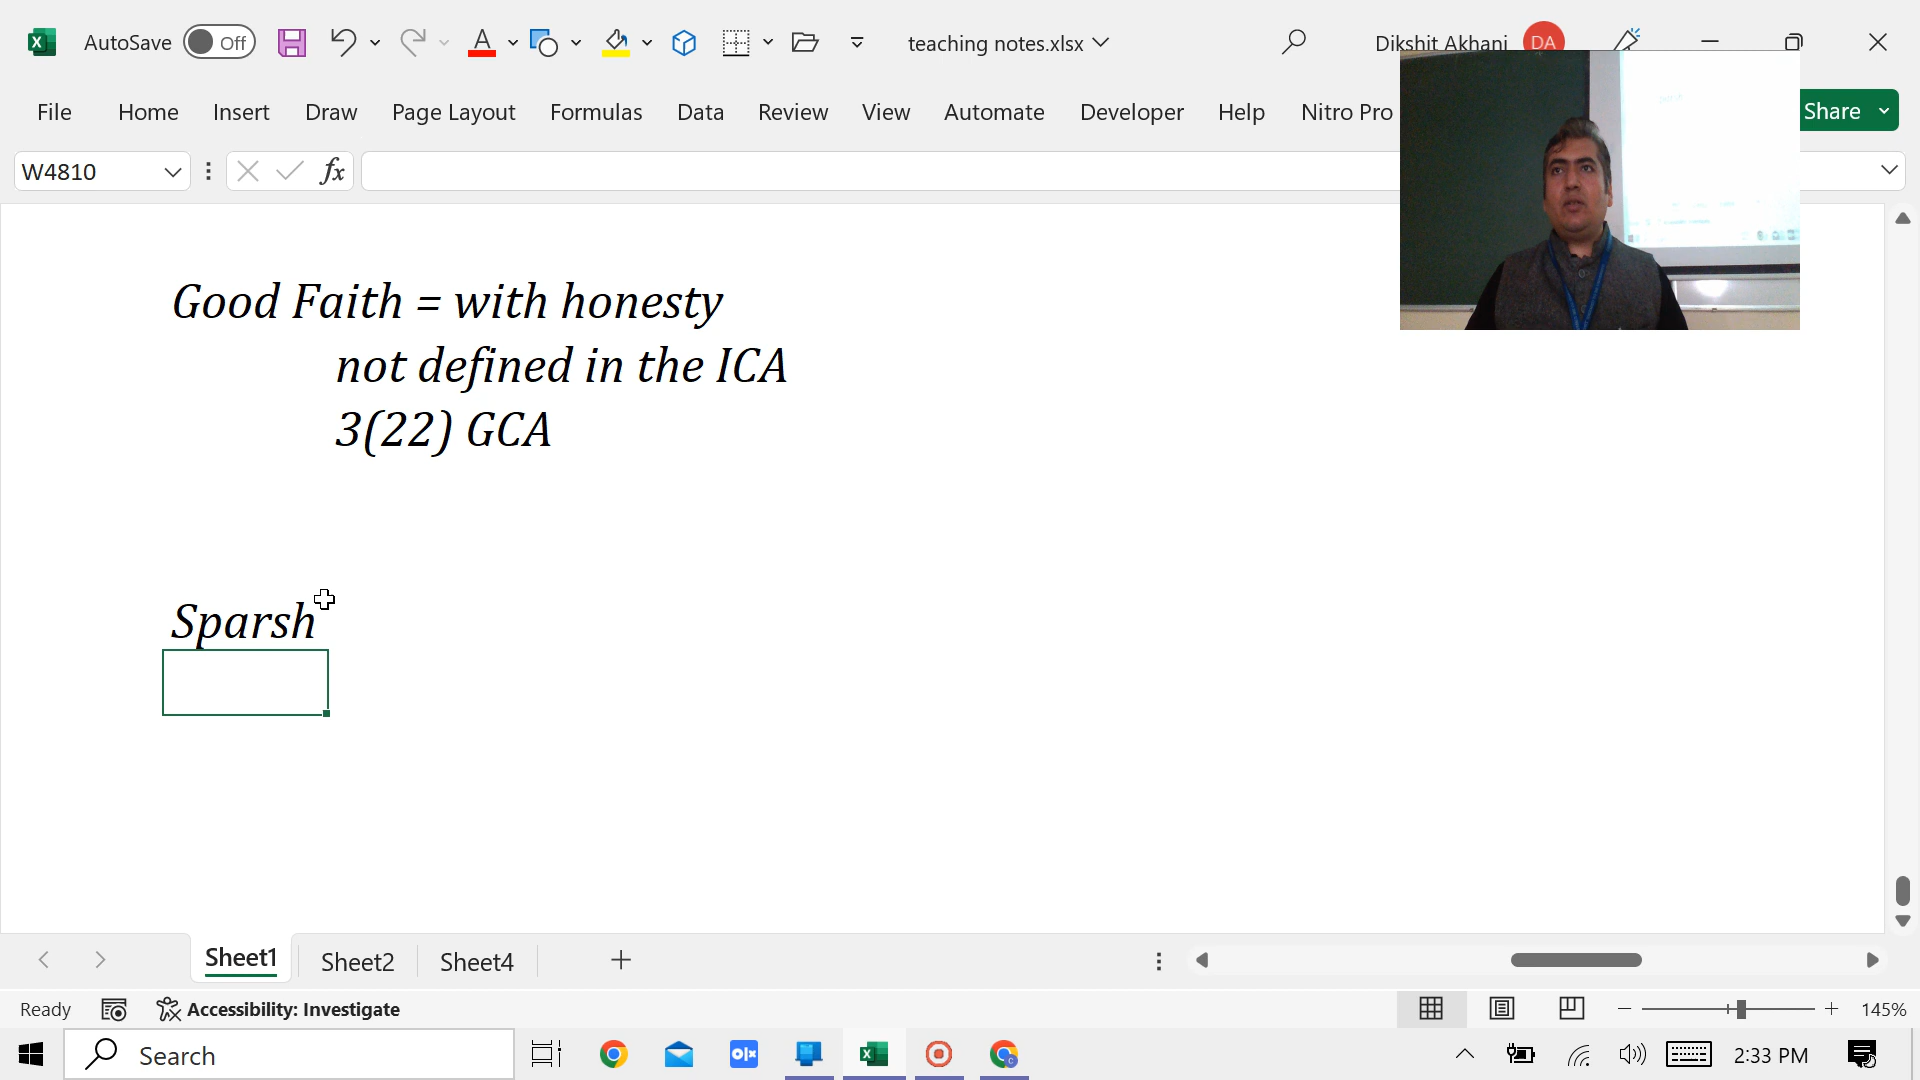 AutoSave Off teaching notes.xlsx Dikshit Akhani DA
File Home Insert Draw Page Layout Formulas Data Review View Automate Developer Help Nitro Pro Share
W4810 fx
Good Faith = with honesty
not defined in the ICA
3(22) GCA
Sparsh
Sheet1 Sheet2 Sheet4
Ready Accessibility: Investigate 145%
Search olx 2:33 PM